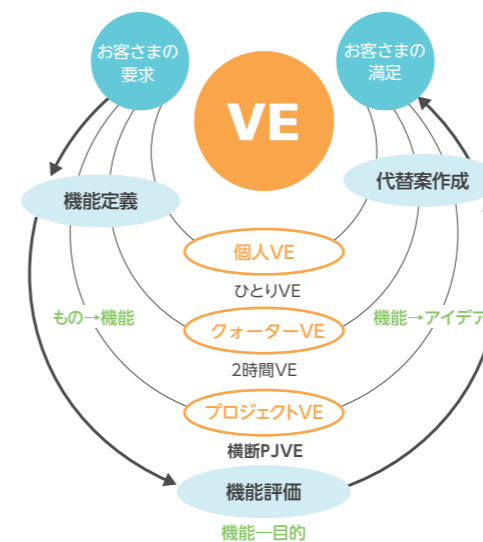 お客さまの
要求
VE
お客さまの
満足
機能定義
代替案作成
個人VE
ひとりVE
もの→機能
クォーターVE
機能→アイデア
2時間VE
プロジェクトVE
横断PJVE
機能評価
機能―目的